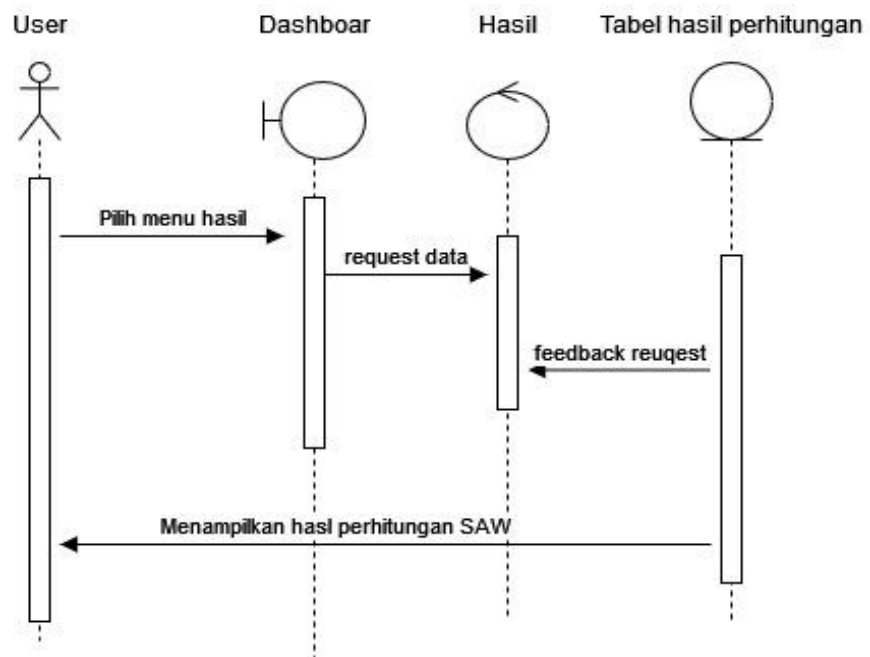 User
Dashboar
Hasil
Tabel hasil perhitungan
Pilih menu hasil
request data
feedback reuqest
Menampilkan hasl perhitungan SAW